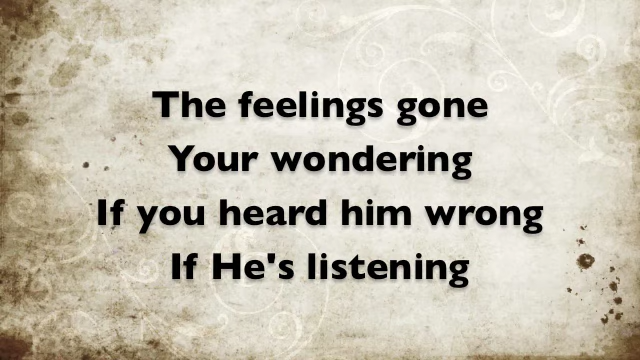 The feelings gone
Your wondering
If you heard him wrong
If He's listening